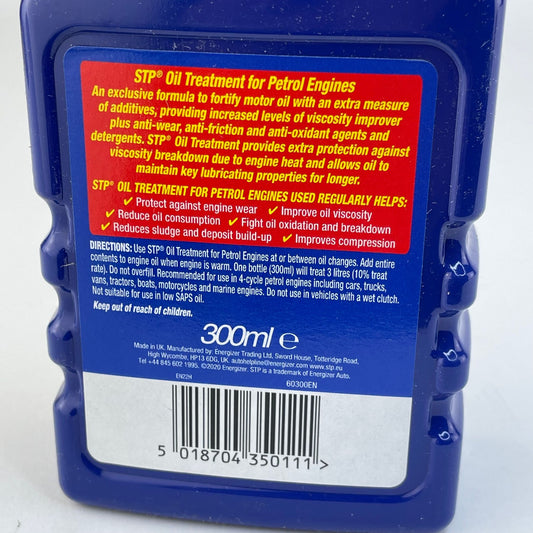 STP® Oil Treatment for Petrol Engines
An exclusive formula to fortify motor oil with an extra measure
of additives, providing increased levels of viscosity improver
plus anti-wear, anti-friction and anti-oxidant agents and
detergents. STP® Oil Treatment provides extra protection against
viscosity breakdown due to engine heat and allows oil to
maintain key lubricating properties for longer.
STP® OIL TREATMENT FOR PETROL ENGINES USED REGULARLY HELPS:
✓ Protect against engine wear ✓ Improve oil viscosity
✓ Reduce oil consumption ✓ Fight oil oxidation and breakdown
✓ Reduces sludge and deposit build-up ✓ Improves compression
DIRECTIONS: Use STP® Oil Treatment for Petrol Engines at or between oil changes. Add entire
contents to engine oil when engine is warm. One bottle (300ml) will treat 3 litres (10% treat
rate). Do not overfill. Recommended for use in 4-cycle petrol engines including cars, trucks,
vans, tractors, boats, motorcycles and marine engines. Do not use in vehicles with a wet clutch.
Not suitable for use in low SAPS oil.
Keep out of reach of children.
300ml e
Made in UK. Manufactured by: Energizer Trading Ltd, Sword House, Totteridge Road,
High Wycombe, HP13 6DG, UK. autohelpline@energizer.com www.stp.eu
Tel +44 845 602 1995. ©2020 Energizer. STP is a trademark of Energizer Auto.
EN22H 60300EN
5 018704 350111 >